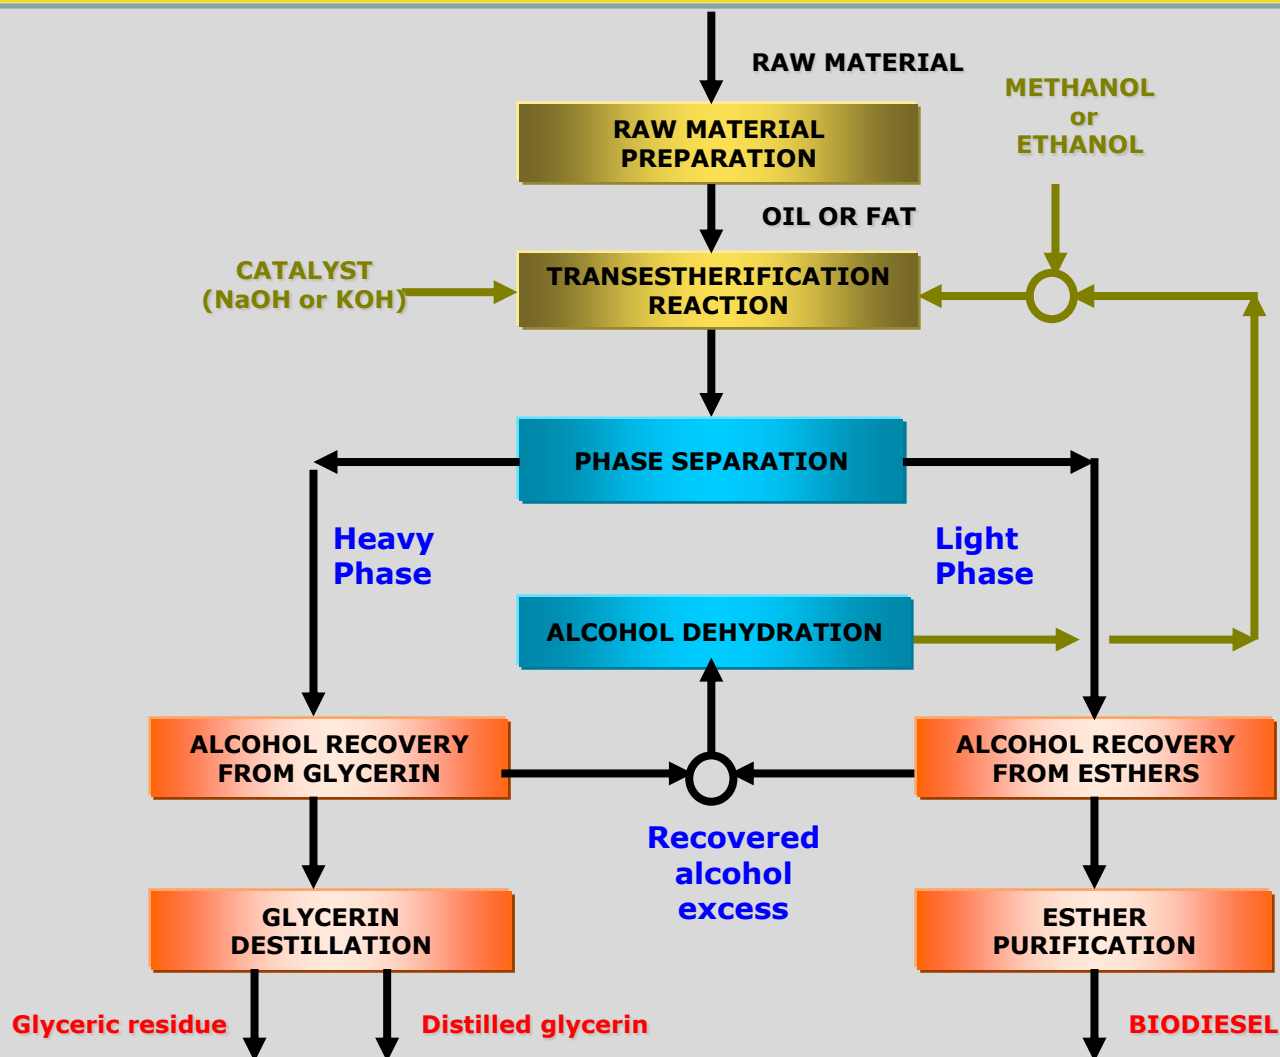 RAW MATERIAL
METHANOL
or
ETHANOL
RAW MATERIAL
PREPARATION
OIL OR FAT
CATALYST
(NaOH or KOH)
TRANSESTHERIFICATION
REACTION
PHASE SEPARATION
Heavy
Phase
Light
Phase
ALCOHOL DEHYDRATION
ALCOHOL RECOVERY
FROM GLYCERIN
ALCOHOL RECOVERY
FROM ESTHERS
Recovered
alcohol
excess
GLYCERIN
DESTILLATION
ESTHER
PURIFICATION
Glyceric residue
Distilled glycerin
BIODIESEL